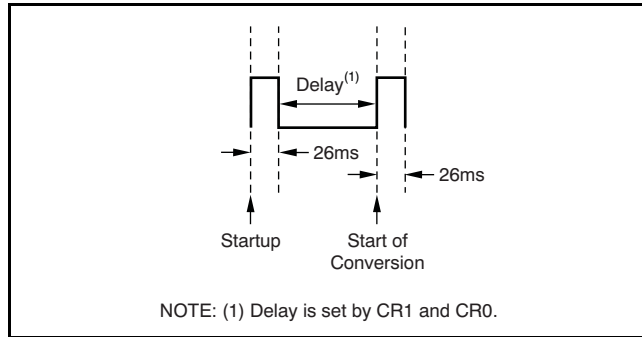 Delay(1)
26ms
26ms
Startup
Start of
Conversion
NOTE: (1) Delay is set by CR1 and CR0.